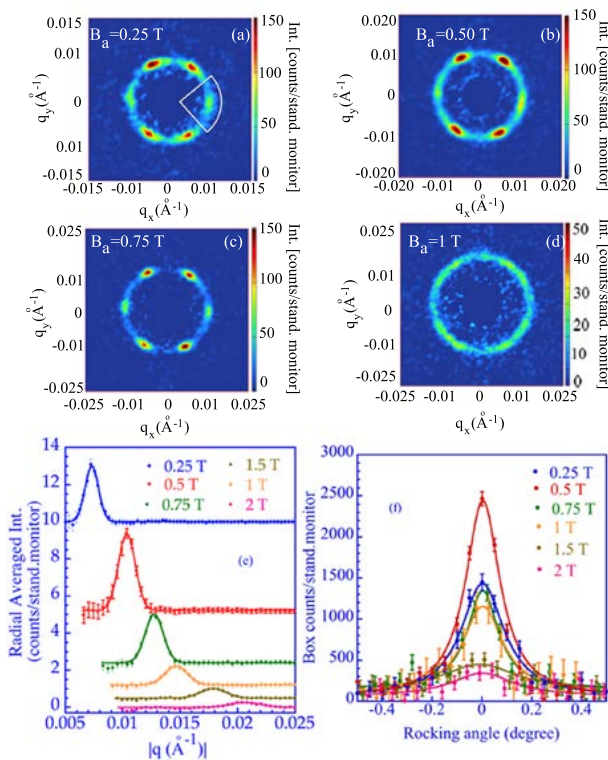 B_a=0.25 T (a)
q_y(Å⁻¹)
0.015
0.01
0
0.01
-0.015
-0.015 -0.01 0 0.011 0.015
q_x(Å⁻¹)
150
100
50
0
Int. [counts/stand. monitor]
B_a=0.50 T (b)
q_y(Å⁻¹)
0.020
0.01
0
-0.01
-0.020
-0.020 -0.01 0 0.01 0.020
q_x(Å⁻¹)
150
100
50
0
Int. [counts/stand. monitor]
B_a=0.75 T (c)
q_y(Å⁻¹)
0.025
0.01
0
-0.01
-0.025
-0.025 -0.01 0 0.011 0.025
q_x(Å⁻¹)
150
100
50
0
Int. [counts/stand. monitor]
B_a=1 T (d)
q_y(Å⁻¹)
0.025
0.01
0
-0.01
-0.025
-0.025 -0.01 0 0.01 0.025
q_x(Å⁻¹)
50
40
30
20
10
0
Int. [counts/stand. monitor]
Radial Averaged Int.
(counts/stand.monitor)
14
12
10
8
6
4
2
0
0.25 T 1.5 T
0.5 T 1 T
0.75 T 2 T
(e)
0.005 0.01 0.015 0.02 0.025
|q (Å⁻¹)|
Box counts/stand.monitor
3000
2500
2000
1500
1000
500
0
(f)
0.25 T
0.5 T
0.75 T
1 T
1.5 T
2 T
-0.4 -0.2 0 0.2 0.4
Rocking angle (degree)